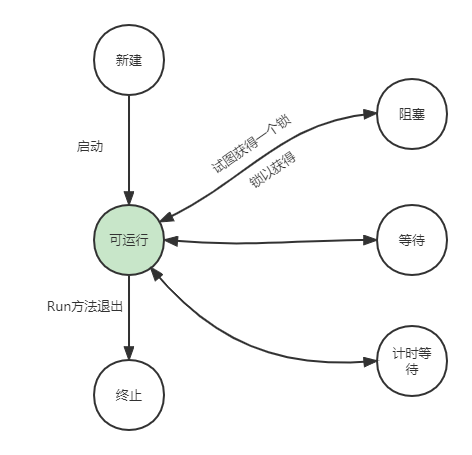 新建
阻塞
启动
试图获得一个锁
锁以获得
可运行
等待
Run方法退出
计时等
待
终止